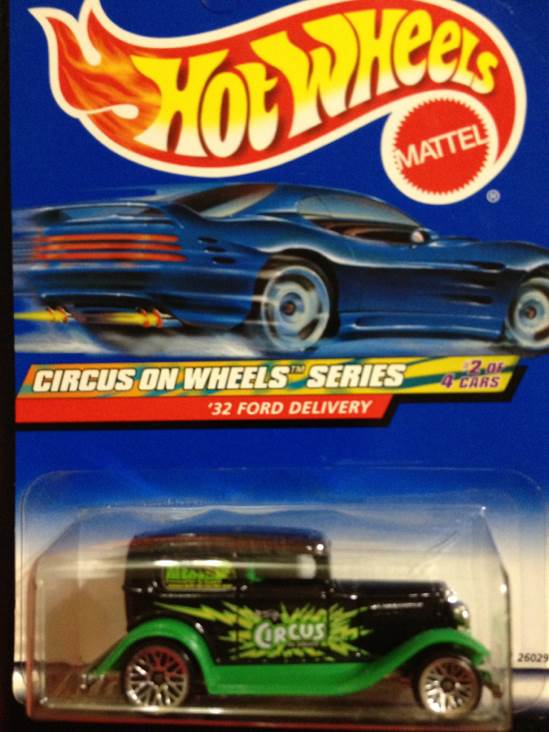 HOT WHEELS
MATTEL
®
CIRCUS ON WHEELS™ SERIES
#2 OF
4 CARS
'32 FORD DELIVERY
CIRCUS
26029